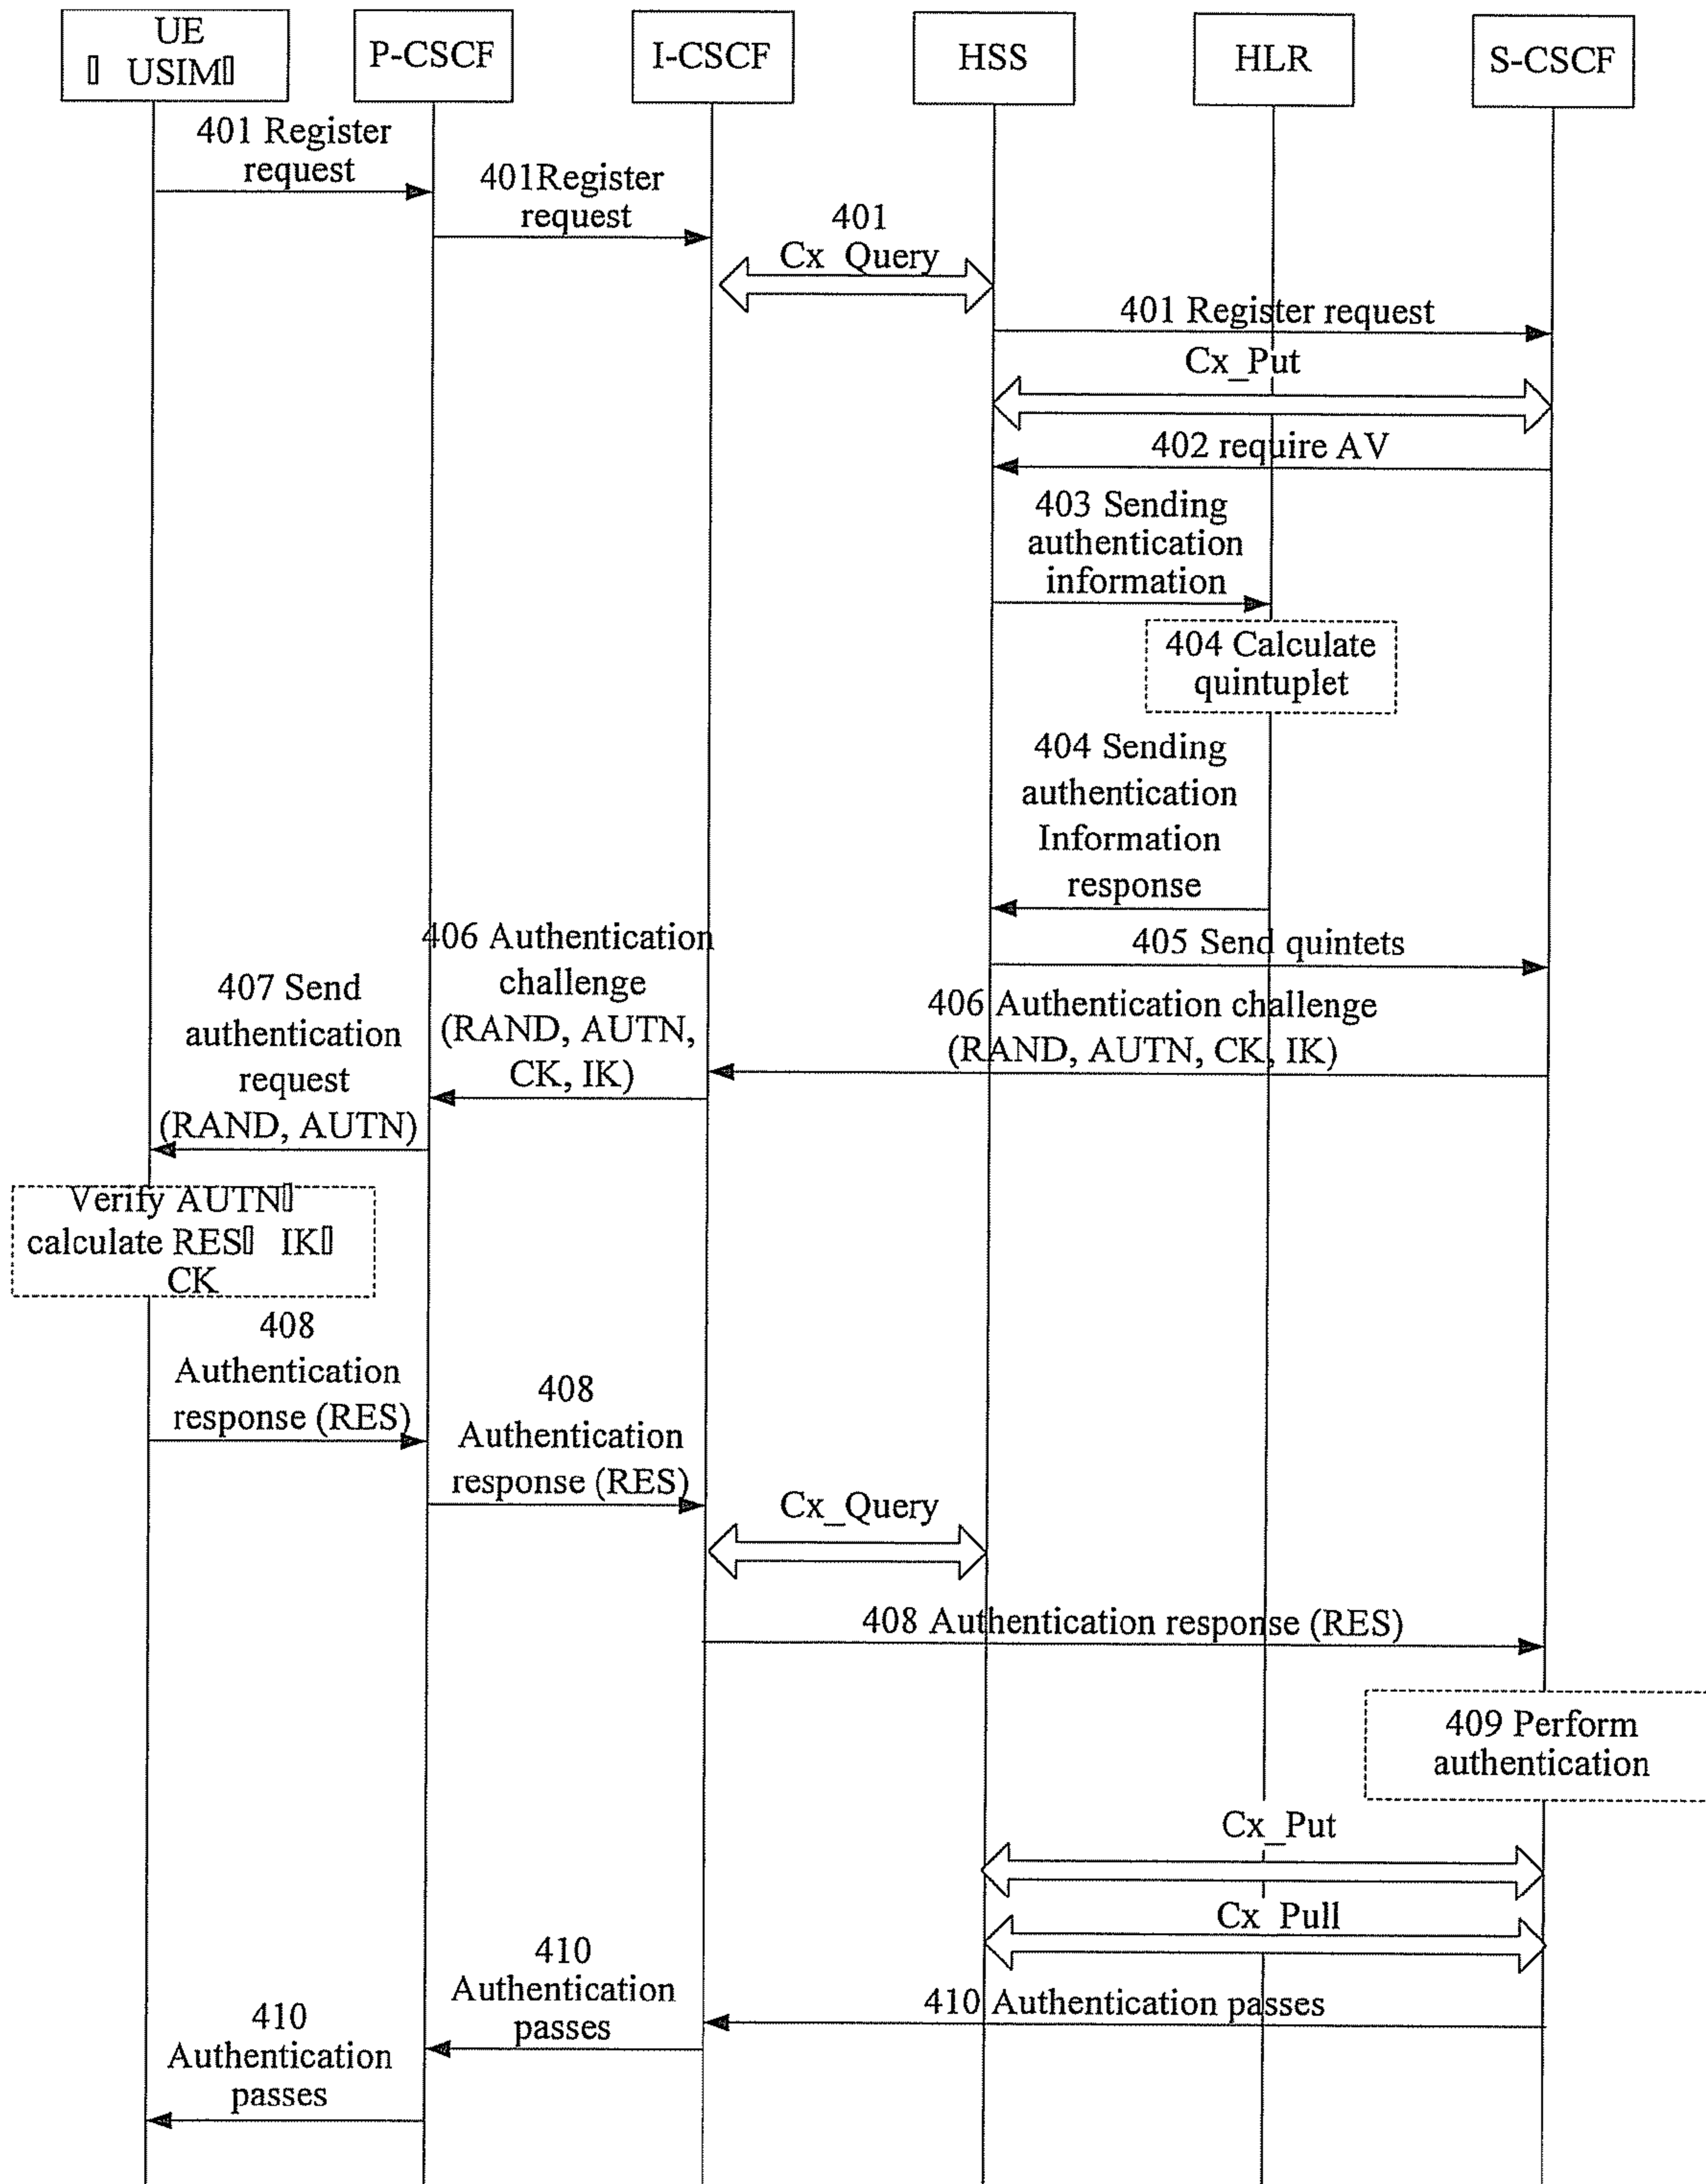 UE
USIM
P-CSCF
I-CSCF
HSS
HLR
S-CSCF
401 Register
request
401Register
request
401
Cx_Query
401 Register request
Cx_Put
402 require AV
403 Sending
authentication
information
404 Calculate
quintuplet
404 Sending
authentication
Information
response
405 Send quintets
406 Authentication challenge
(RAND, AUTN, CK, IK)
406 Authentication
challenge
(RAND, AUTN,
CK, IK)
407 Send
authentication
request
(RAND, AUTN)
Verify AUTN
calculate RES IK
CK
408
Authentication
response (RES)
408
Authentication
response (RES)
Cx_Query
408 Authentication response (RES)
409 Perform
authentication
Cx_Put
Cx_Pull
410 Authentication passes
410
Authentication
passes
410
Authentication
passes